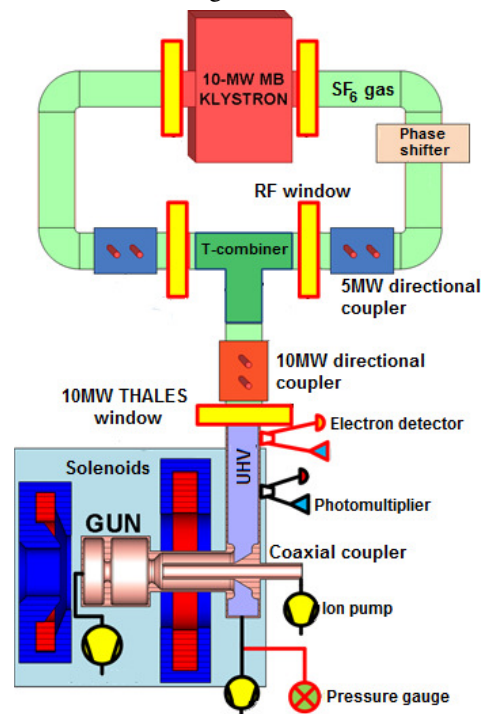 10-MW MB
KLYSTRON
SF6 gas
Phase
shifter
RF window
T-combiner
5MW directional
coupler
10MW directional
coupler
10MW THALES
window
Electron detector
Solenoids
UHV
Photomultiplier
GUN
Coaxial coupler
Ion pump
Pressure gauge